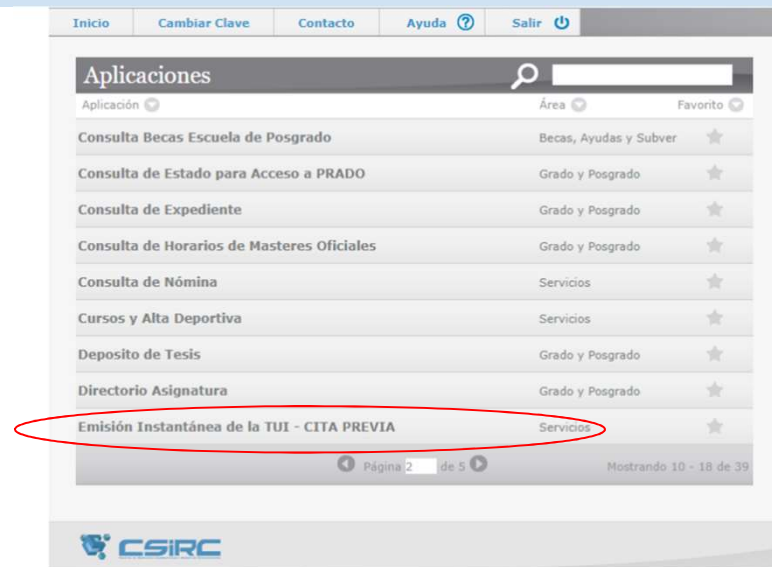 Inicio Cambiar Clave Contacto Ayuda ? Salir
Aplicaciones
Aplicación Área Favorito
Consulta Becas Escuela de Posgrado Becas, Ayudas y Subver
Consulta de Estado para Acceso a PRADO Grado y Posgrado
Consulta de Expediente Grado y Posgrado
Consulta de Horarios de Masteres Oficiales Grado y Posgrado
Consulta de Nómina Servicios
Cursos y Alta Deportiva Servicios
Deposito de Tesis Grado y Posgrado
Directorio Asignatura Grado y Posgrado
Emisión Instantánea de la TUI - CITA PREVIA Servicios
Página 2 de 5 Mostrando 10 - 18 de 39
CSiRC